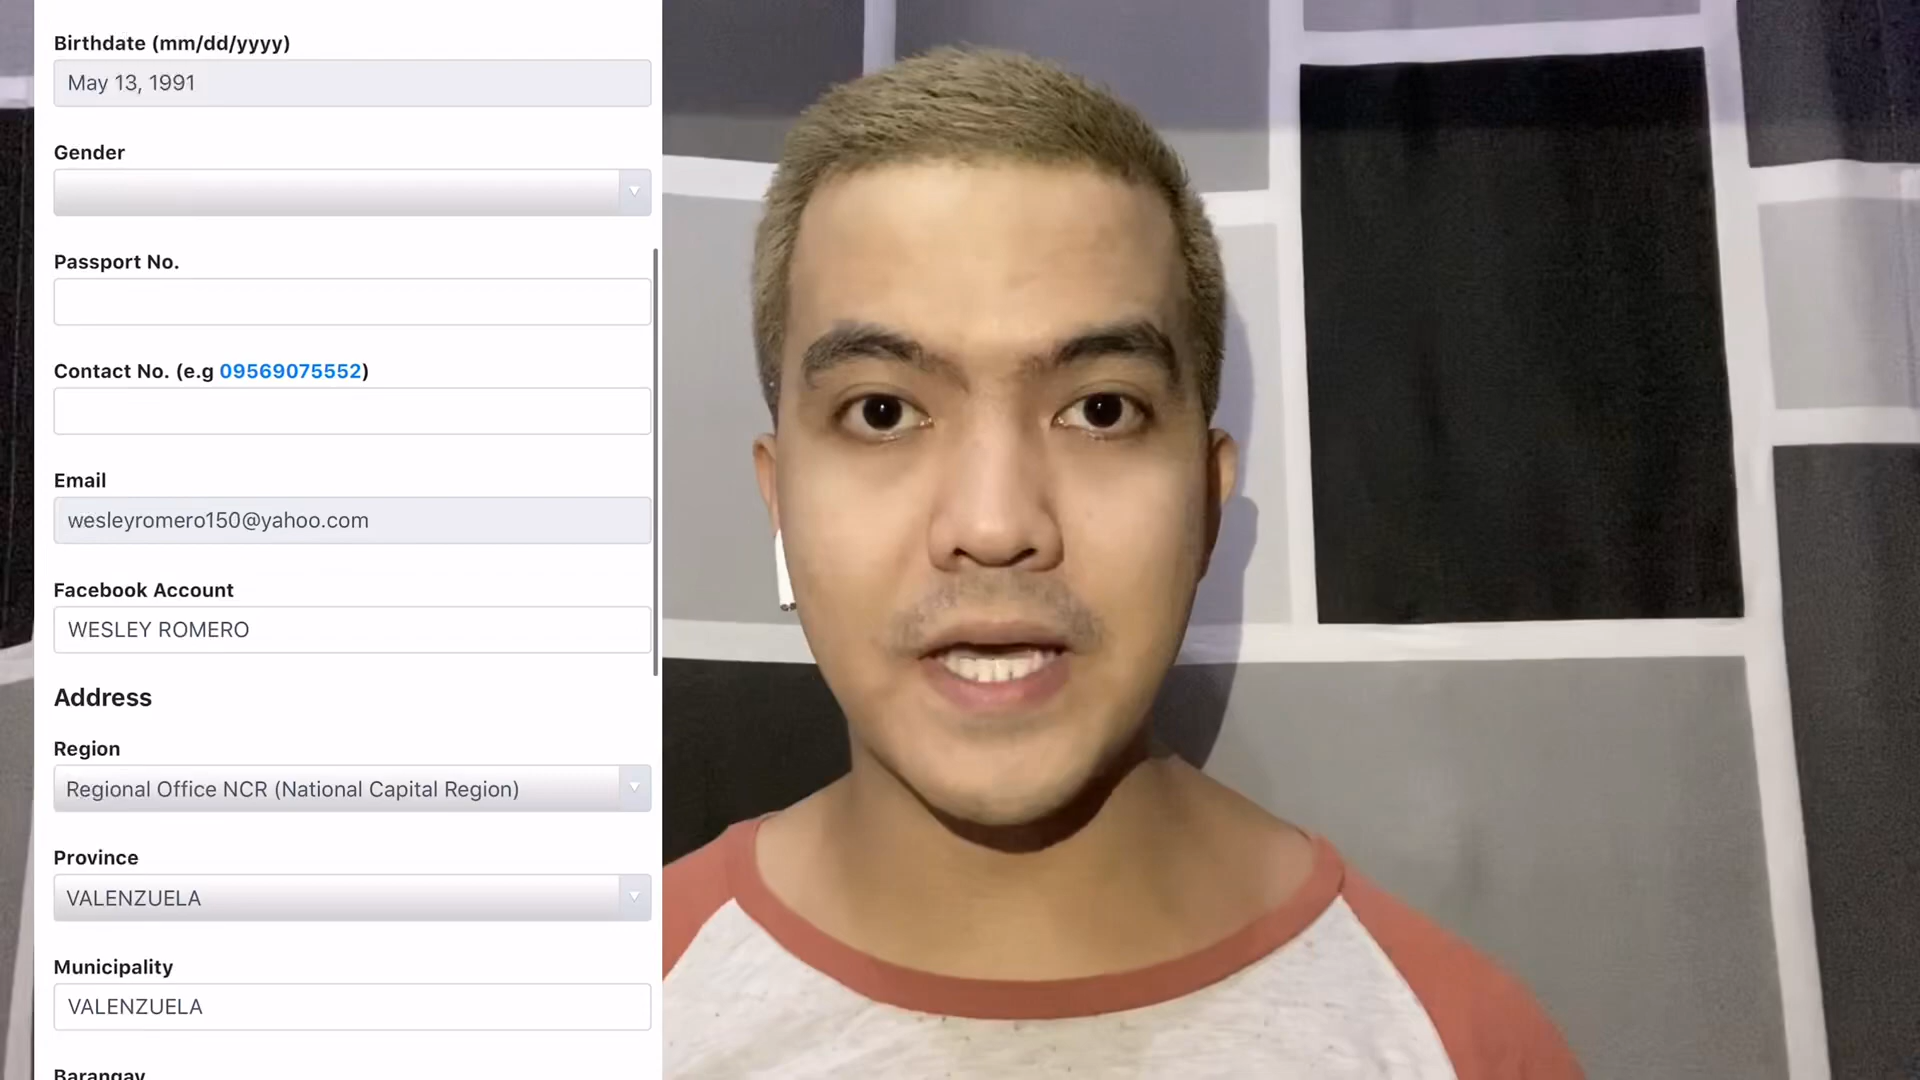 Birthdate (mm/dd/yyyy)
May 13, 1991
Gender
Passport No.
Contact No. (e.g 09569075552)
Email
wesleyromero150@yahoo.com
Facebook Account
WESLEY ROMERO
Address
Region
Regional Office NCR (National Capital Region)
Province
VALENZUELA
Municipality
VALENZUELA
Barangay